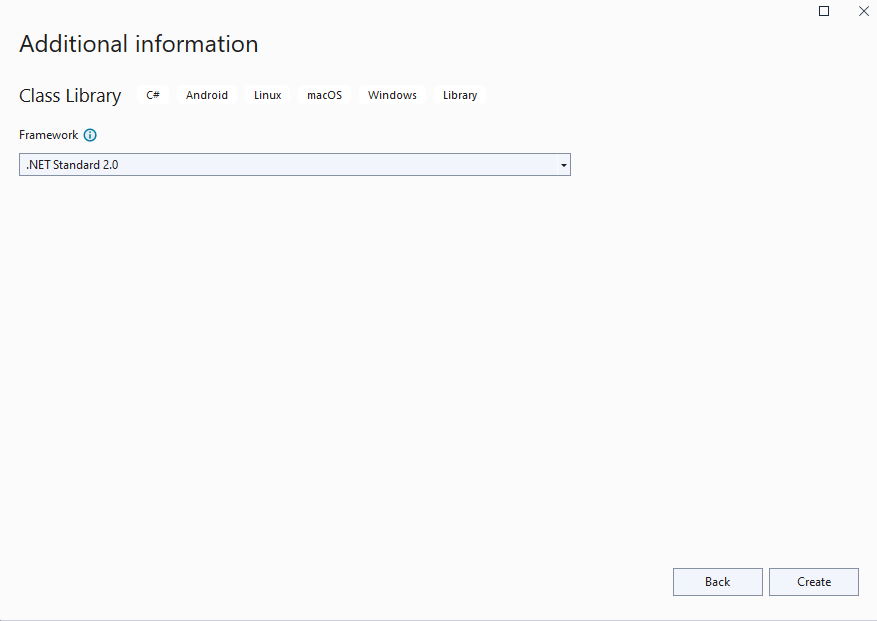 Additional information
Class Library C# Android Linux macOS Windows Library
Framework
.NET Standard 2.0
Back Create